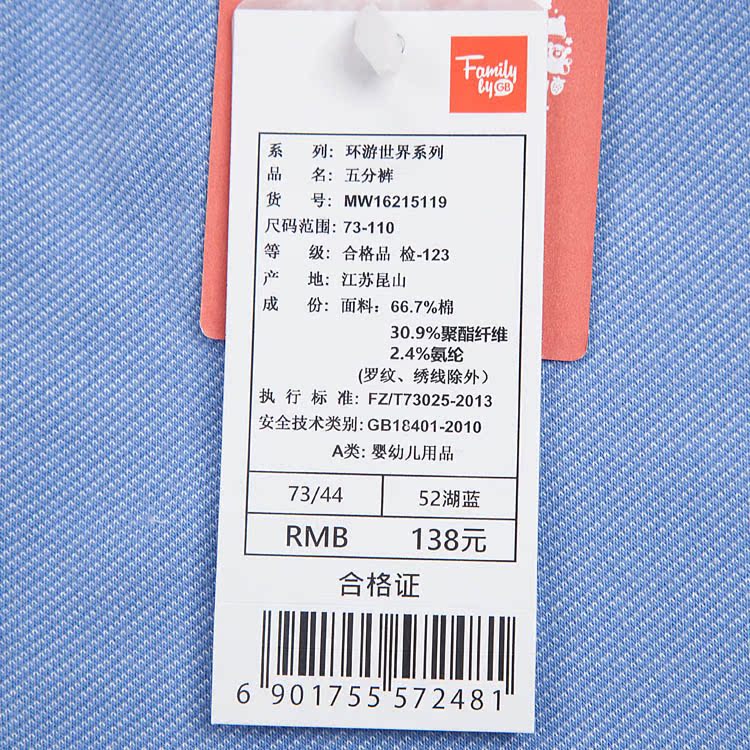 Family
by GB
系 列: 环游世界系列
品 名: 五分裤
货 号: MW16215119
尺码范围: 73-110
等 级: 合格品 检-123
产 地: 江苏昆山
成 份: 面料: 66.7%棉
30.9%聚酯纤维
2.4%氨纶
(罗纹、绣线除外)
执 行 标 准: FZ/T73025-2013
安全技术类别: GB18401-2010
A类: 婴幼儿用品
73/44 52湖蓝
RMB 138元
合格证
6 901755 572481